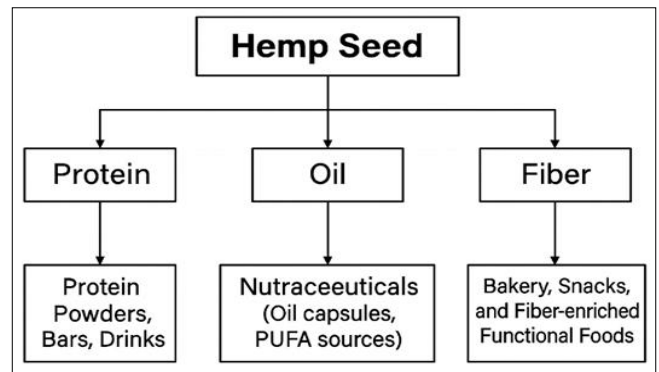 Hemp Seed
Protein
Oil
Fiber
Protein
Powders,
Bars, Drinks
Nutraceeuticals
(Oil capsules,
PUFA sources)
Bakery, Snacks,
and Fiber-enriched
Functional Foods